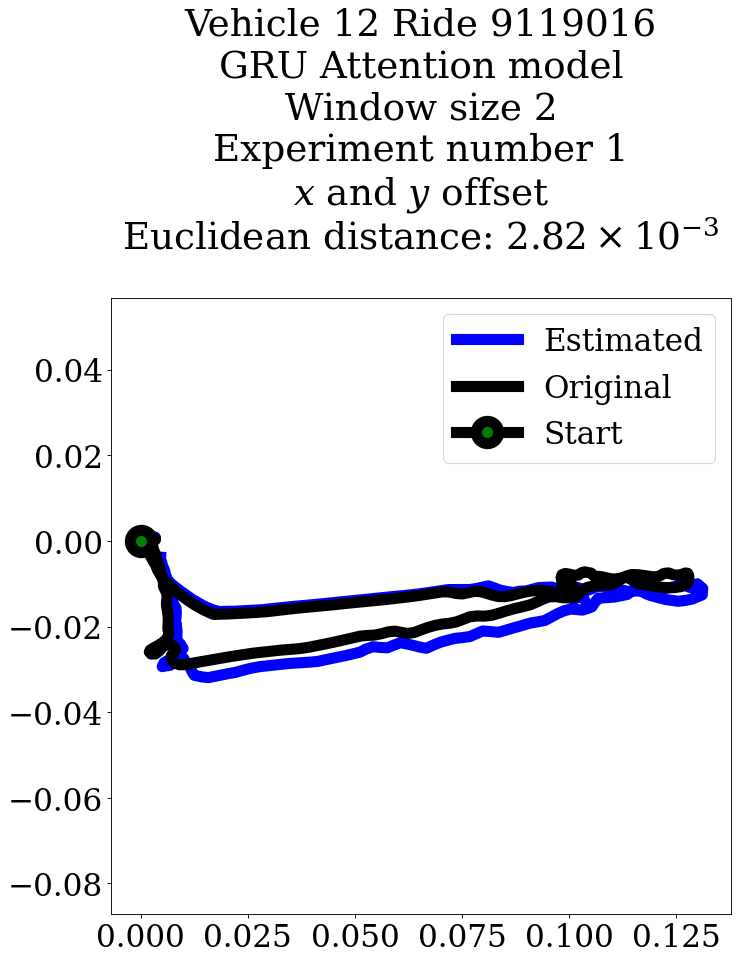 Vehicle 12 Ride 9119016
GRU Attention model
Window size 2
Experiment number 1
x and y offset
Euclidean distance: 2.82 × 10⁻³
Estimated
Original
Start
0.04
0.02
0.00
−0.02
−0.04
−0.06
−0.08
0.000 0.025 0.050 0.075 0.100 0.125